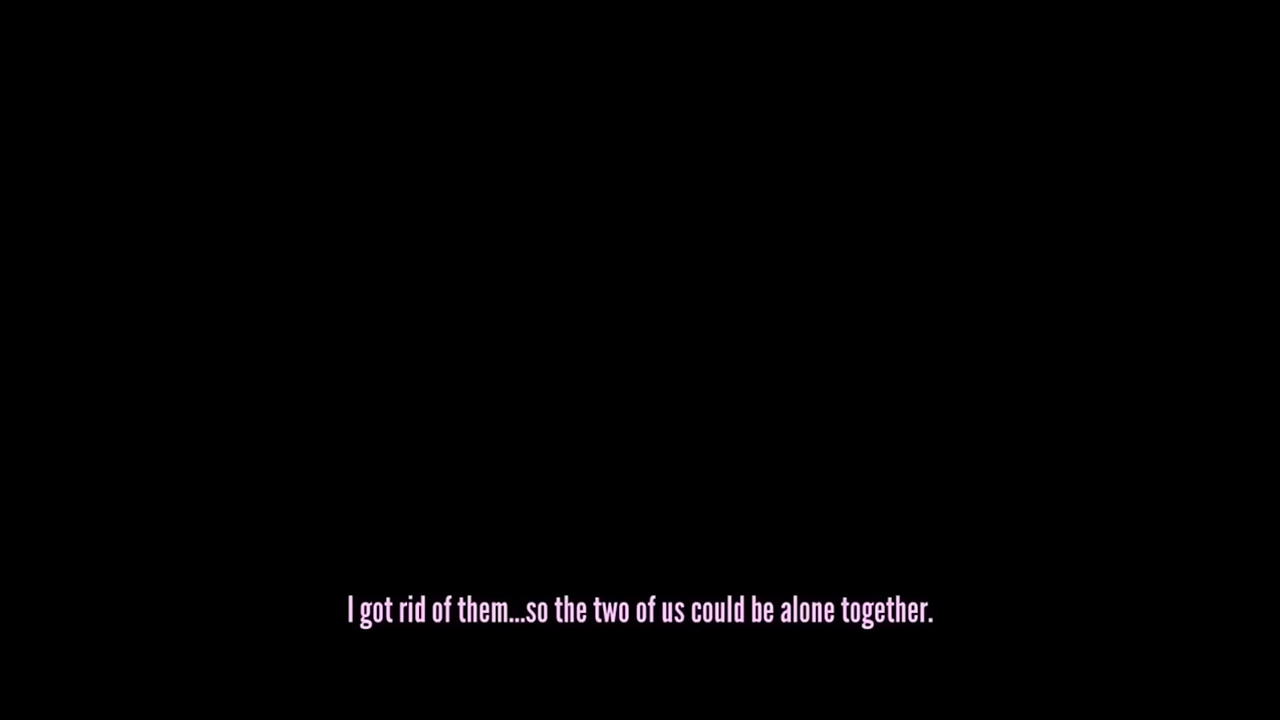 I got rid of them...so the two of us could be alone together.